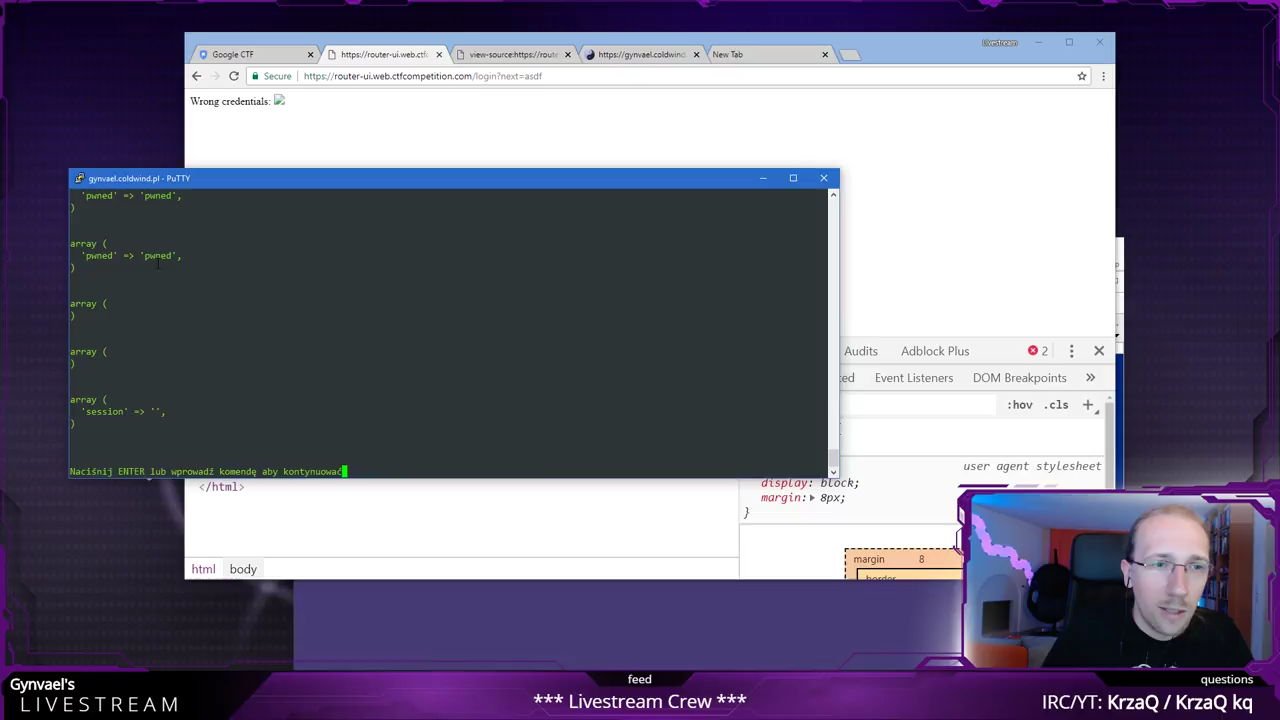 Livestream
Google CTF
https://router-ui.web.ctfc
view-source:https://route
https://gynvael.coldwind.
New Tab
Secure
https://router-ui.web.ctfcompetition.com/login?next=asdf
Wrong credentials:
gynvael.coldwind.pl - PuTTY
'pwned' => 'pwned',
)
array (
'pwned' => 'pwned',
)
array (
)
array (
)
array (
'session' => '',
)
Naciśnij ENTER lub wprowadź komendę aby kontynuować
Audits
Adblock Plus
2
ted
Event Listeners
DOM Breakpoints
:hov
.cls
{
user agent stylesheet
display: block;
margin: 8px;
}
</html>
margin
8
border
html
body
Gynvael's
LIVESTREAM
feed
*** Livestream Crew ***
questions
IRC/YT: KrzaQ / KrzaQ kq